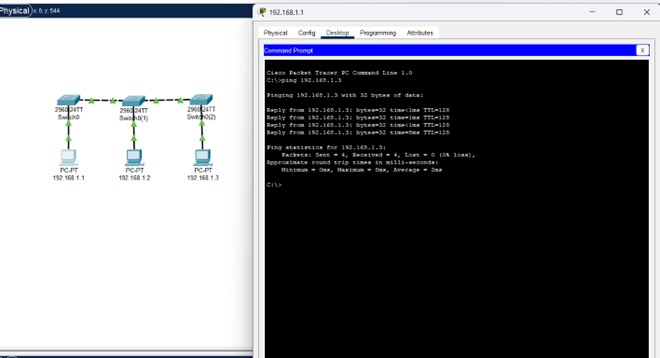 Physical x: 0, y: 544
2960-24TT
Switch0
2960-24TT
Switch0(1)
2960-24TT
Switch0(2)
PC-PT
192.168.1.1
PC-PT
192.168.1.2
PC-PT
192.168.1.3
192.168.1.1
Physical Config Desktop Programming Attributes
Command Prompt X
Cisco Packet Tracer PC Command Line 1.0
C:\>ping 192.168.1.3
Pinging 192.168.1.3 with 32 bytes of data:
Reply from 192.168.1.3: bytes=32 time<1ms TTL=128
Reply from 192.168.1.3: bytes=32 time<1ms TTL=128
Reply from 192.168.1.3: bytes=32 time<1ms TTL=128
Reply from 192.168.1.3: bytes=32 time=8ms TTL=128
Ping statistics for 192.168.1.3:
Packets: Sent = 4, Received = 4, Lost = 0 (0% loss),
Approximate round trip times in milli-seconds:
Minimum = 0ms, Maximum = 8ms, Average = 2ms
C:\>